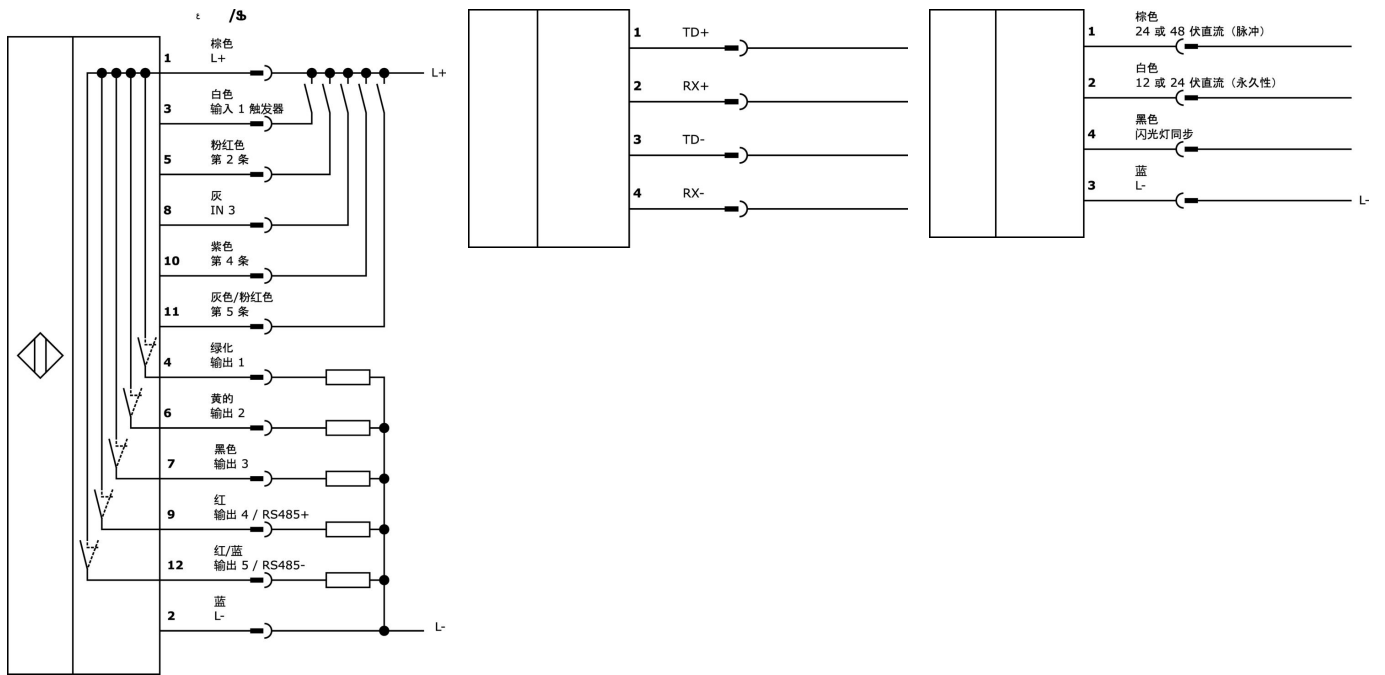 1
棕色
L+
L+
3
白色
输入 1 触发器
5
粉红色
第 2 条
8
灰
IN 3
10
紫色
第 4 条
11
灰色/粉红色
第 5 条
4
绿化
输出 1
6
黄的
输出 2
7
黑色
输出 3
9
红
输出 4 / RS485+
12
红/蓝
输出 5 / RS485-
2
蓝
L-
L-
1
TD+
2
RX+
3
TD-
4
RX-
1
棕色
24 或 48 伏直流（脉冲）
2
白色
12 或 24 伏直流（永久性）
4
黑色
闪光灯同步
3
蓝
L-
L-